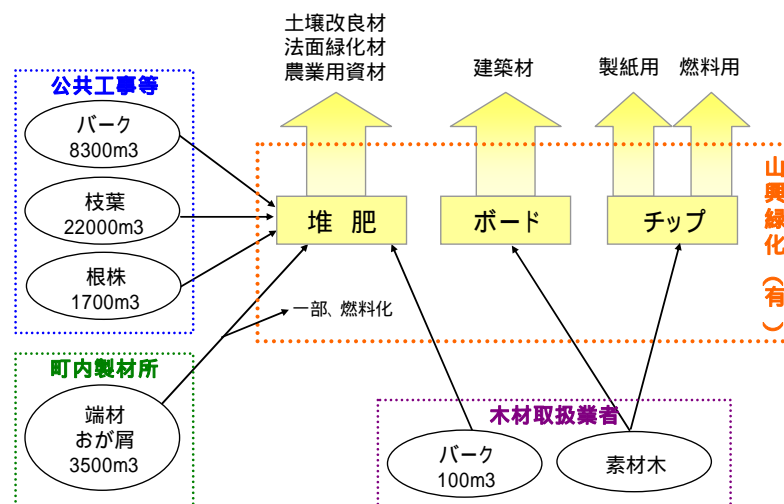 土壌改良材
法面緑化材
農業用資材
建築材
製紙用
燃料用
公共工事等
バーク
8300m3
枝葉
22000m3
根株
1700m3
堆 肥
ボード
チップ
山興緑化(有)
一部、燃料化
町内製材所
端材
おが屑
3500m3
木材取扱業者
バーク
100m3
素材木